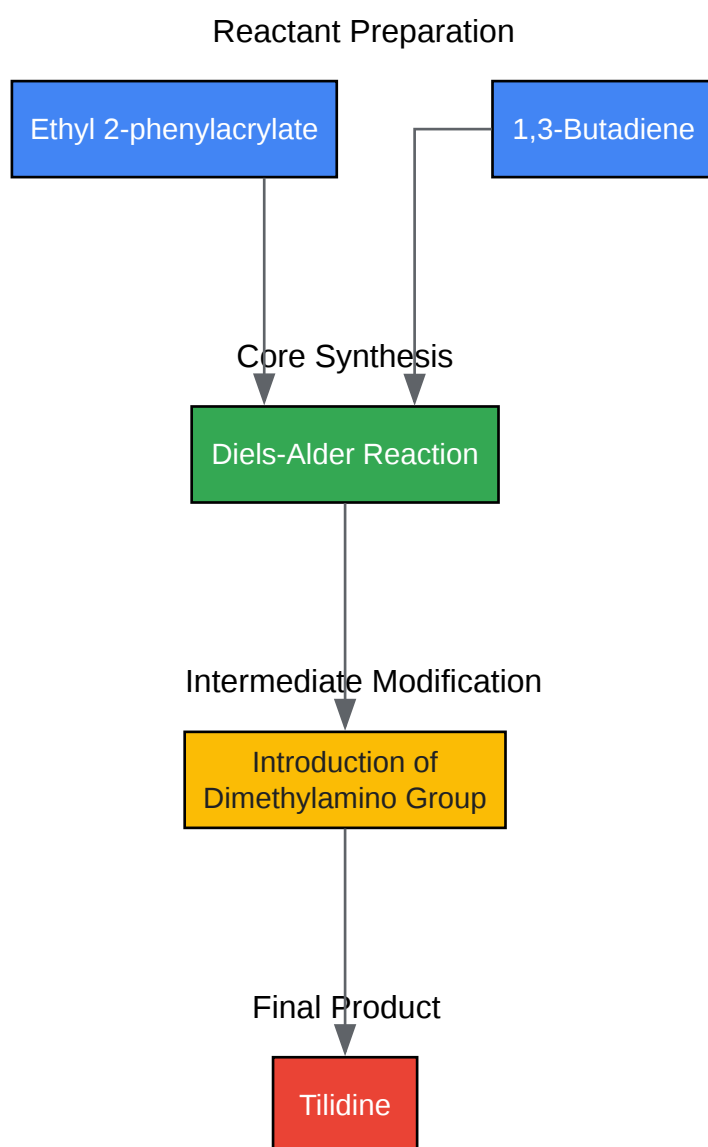 Reactant Preparation
Ethyl 2-phenylacrylate
1,3-Butadiene
Core Synthesis
Diels-Alder Reaction
Intermediate Modification
Introduction of
Dimethylamino Group
Final Product
Tilidine